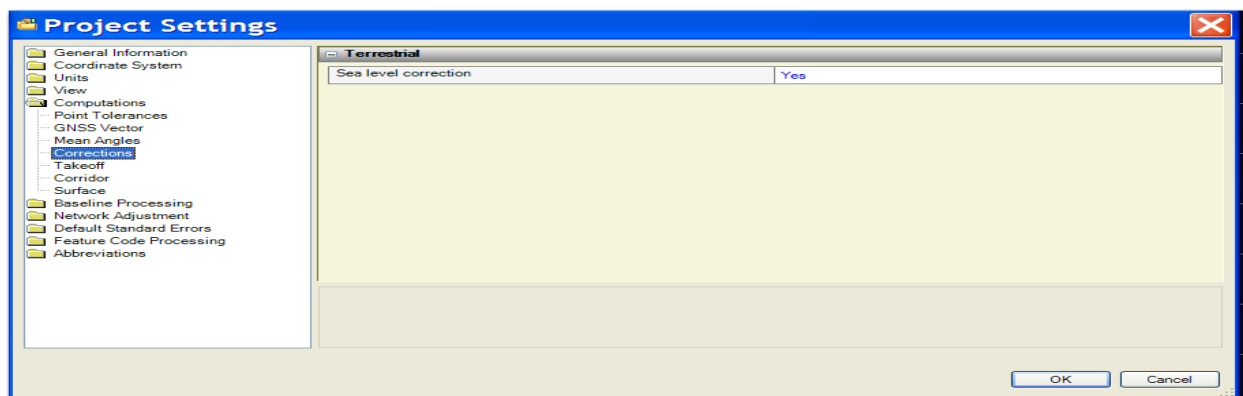 Project Settings
General Information
Coordinate System
Units
View
Computations
Point Tolerances
GNSS Vector
Mean Angles
Corrections
Takeoff
Corridor
Surface
Baseline Processing
Network Adjustment
Default Standard Errors
Feature Code Processing
Abbreviations
Terrestrial
Sea level correction Yes
OK Cancel